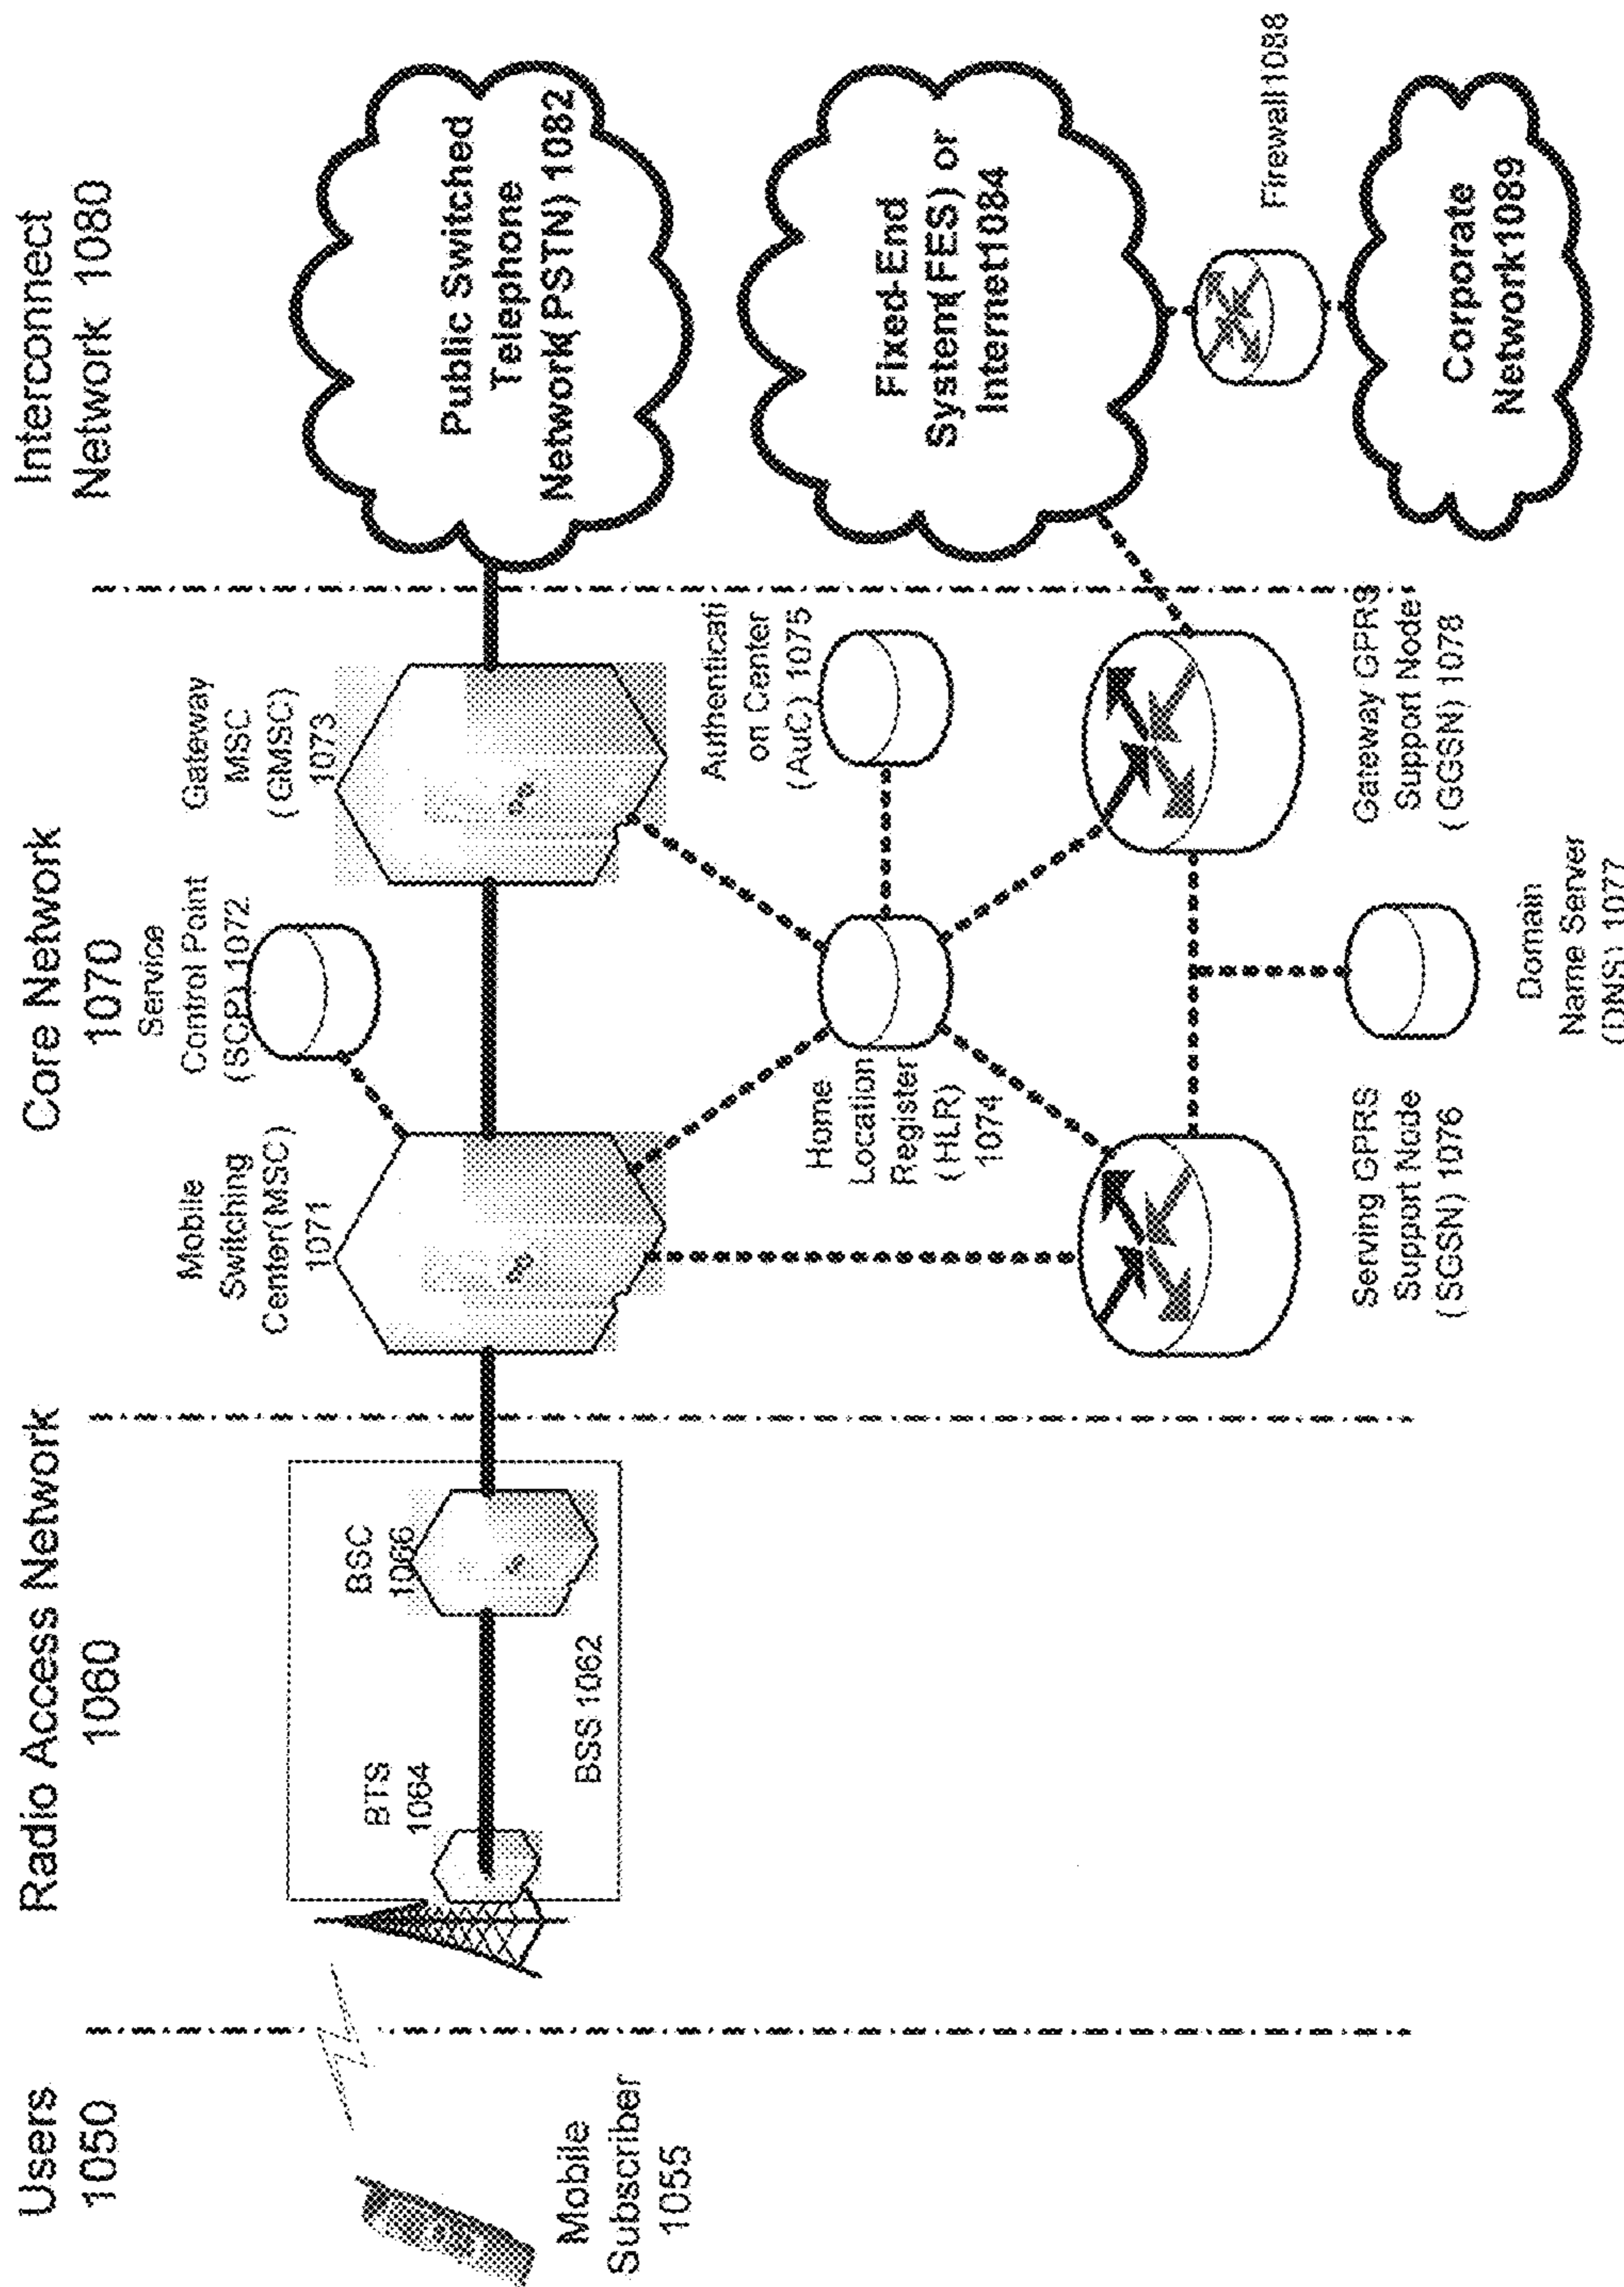 Users
1050
Radio Access Network
1060
Core Network
1070
Interconnect
Network 1080
Mobile
Subscriber
1055
BTS
1064
BSC
1066
BSS 1062
Mobile
Switching
Center(MSC)
1071
Service
Control Point
(SCP) 1072
Gateway
MSC
(GMSC)
1073
Home
Location
Register
(HLR)
1074
Authenticati
on Center
(AuC) 1075
Serving GPRS
Support Node
(SGSN) 1076
Domain
Name Server
(DNS) 1077
Gateway GPRS
Support Node
(GGSN) 1078
Public Switched
Telephone
Network(PSTN) 1082
Fixed-End
System(FES) or
Internet1084
Firewall 1088
Corporate
Network1089